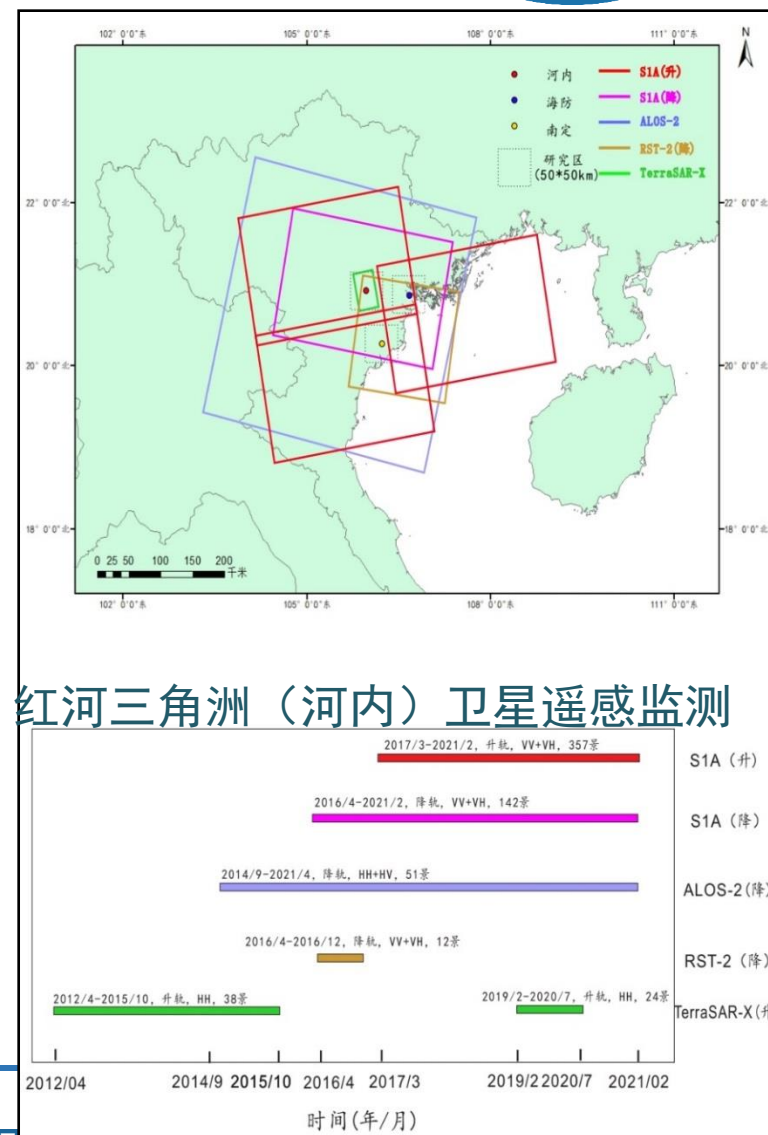 102° 0'0"东 105° 0'0"东 108° 0'0"东 111° 0'0"东
N
河内 S1A(升)
海防 S1A(降)
南定 ALOS-2
研究区 RST-2(降)
(50*50km) TerraSAR-X
22° 0'0"北 22° 0'0"北
20° 0'0"北 20° 0'0"北
18° 0'0"北 18° 0'0"北
0 25 50 100 150 200
千米
102° 0'0"东 105° 0'0"东 108° 0'0"东 111° 0'0"东
红河三角洲（河内）卫星遥感监测
2017/3-2021/2, 升轨, VV+VH, 357景
S1A（升）
2016/4-2021/2, 降轨, VV+VH, 142景
S1A（降）
2014/9-2021/4, 降轨, HH+HV, 51景
ALOS-2(降)
2016/4-2016/12, 降轨, VV+VH, 12景
RST-2（降）
2012/4-2015/10, 升轨, HH, 38景 2019/2-2020/7, 升轨, HH, 24景
TerraSAR-X(升
2012/04 2014/9 2015/10 2016/4 2017/3 2019/2 2020/7 2021/02
时间(年/月)